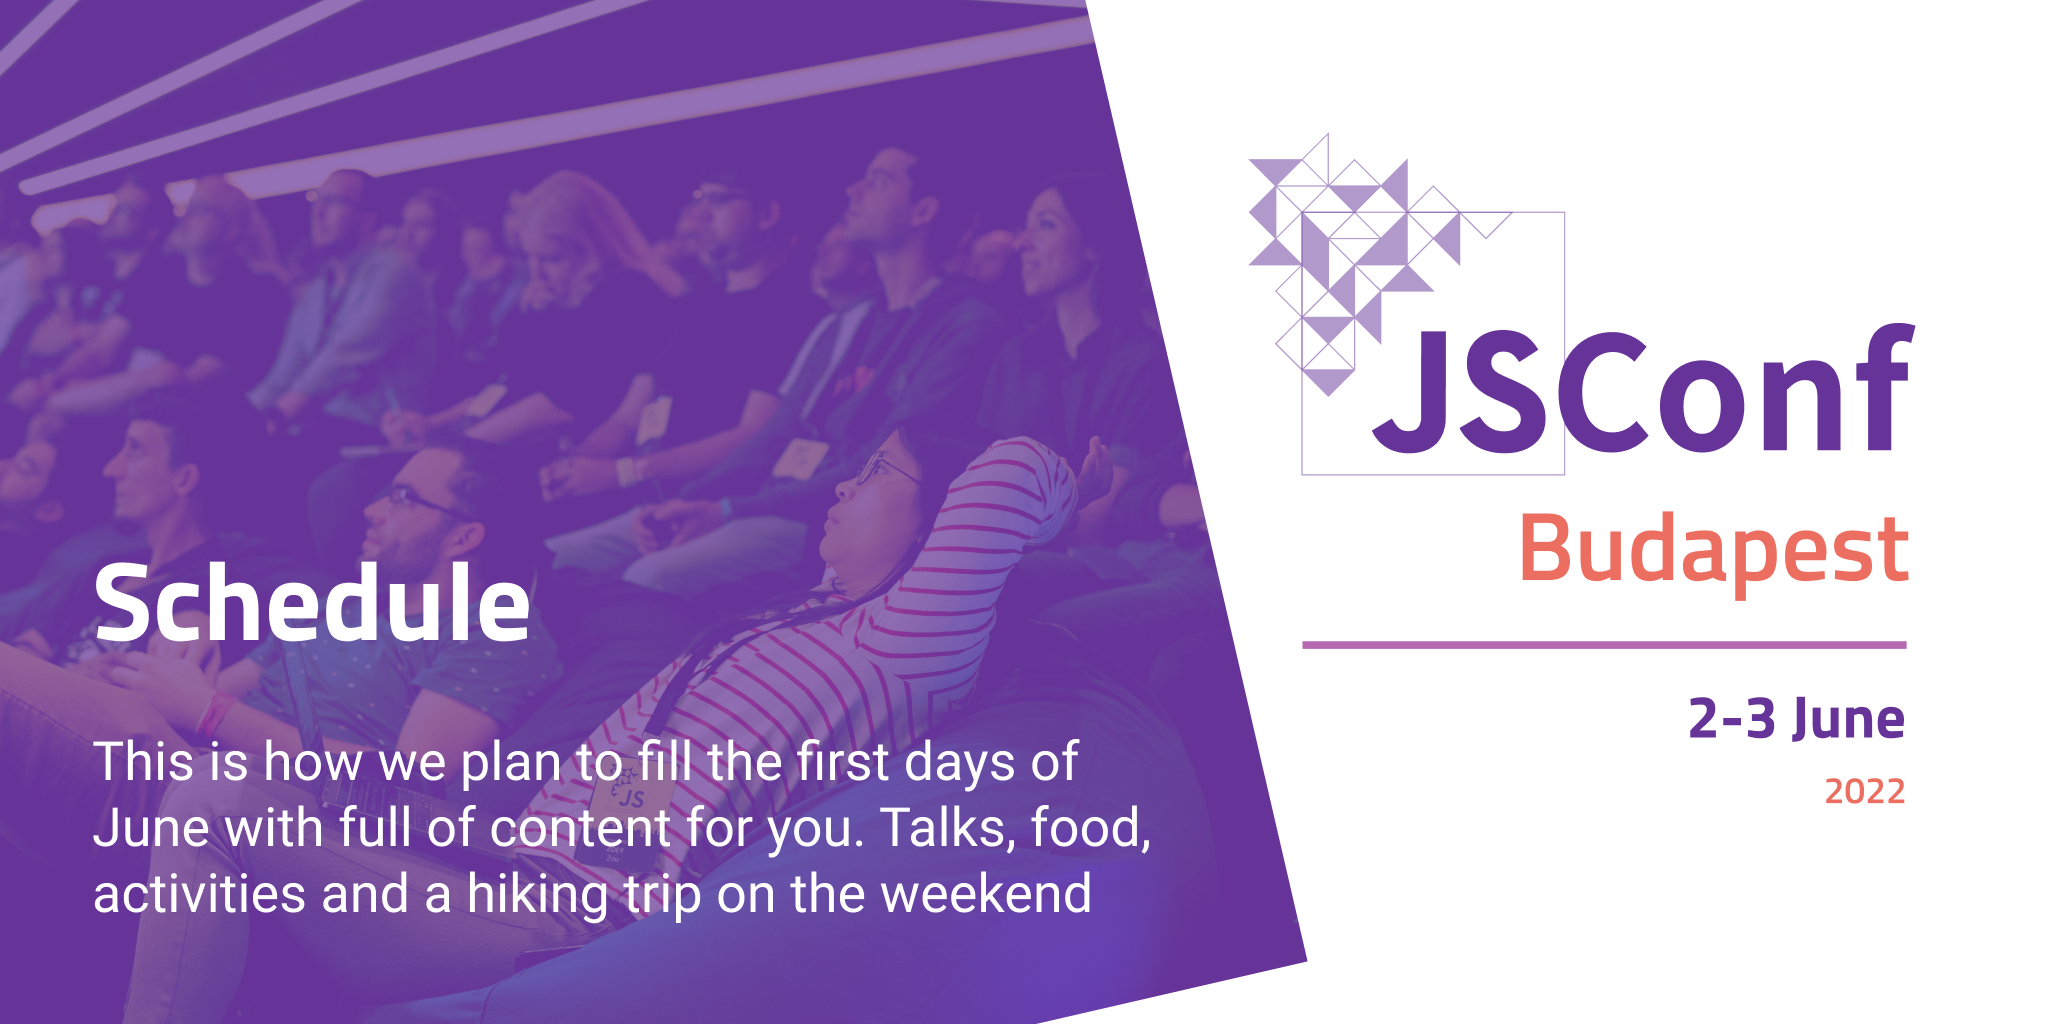 Schedule
This is how we plan to fill the first days of
June with full of content for you. Talks, food,
activities and a hiking trip on the weekend
JS
JSConf
Budapest
2-3 June
2022